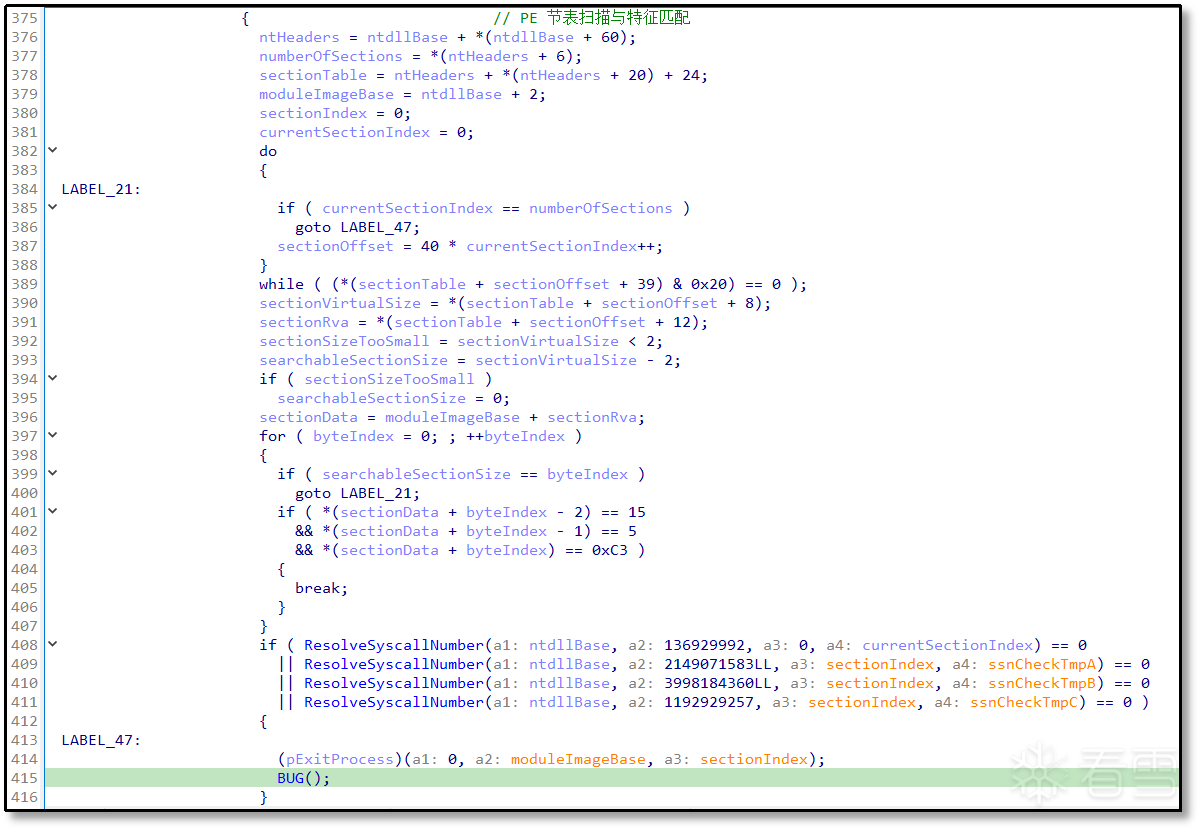 375 { // PE 节表扫描与特征匹配
376 ntHeaders = ntdllBase + *(ntdllBase + 60);
377 numberOfSections = *(ntHeaders + 6);
378 sectionTable = ntHeaders + *(ntHeaders + 20) + 24;
379 moduleImageBase = ntdllBase + 2;
380 sectionIndex = 0;
381 currentSectionIndex = 0;
382 do
383 {
384 LABEL_21:
385 if ( currentSectionIndex == numberOfSections )
386 goto LABEL_47;
387 sectionOffset = 40 * currentSectionIndex++;
388 }
389 while ( (*(sectionTable + sectionOffset + 39) & 0x20) == 0 );
390 sectionVirtualSize = *(sectionTable + sectionOffset + 8);
391 sectionRva = *(sectionTable + sectionOffset + 12);
392 sectionSizeTooSmall = sectionVirtualSize < 2;
393 searchableSectionSize = sectionVirtualSize - 2;
394 if ( sectionSizeTooSmall )
395 searchableSectionSize = 0;
396 sectionData = moduleImageBase + sectionRva;
397 for ( byteIndex = 0; ; ++byteIndex )
398 {
399 if ( searchableSectionSize == byteIndex )
400 goto LABEL_21;
401 if ( *(sectionData + byteIndex - 2) == 15
402 && *(sectionData + byteIndex - 1) == 5
403 && *(sectionData + byteIndex) == 0xC3 )
404 {
405 break;
406 }
407 }
408 if ( ResolveSyscallNumber(a1: ntdllBase, a2: 136929992, a3: 0, a4: currentSectionIndex) == 0
409 || ResolveSyscallNumber(a1: ntdllBase, a2: 2149071583LL, a3: sectionIndex, a4: ssnCheckTmpA) == 0
410 || ResolveSyscallNumber(a1: ntdllBase, a2: 3998184360LL, a3: sectionIndex, a4: ssnCheckTmpB) == 0
411 || ResolveSyscallNumber(a1: ntdllBase, a2: 1192929257, a3: sectionIndex, a4: ssnCheckTmpC) == 0 )
412 {
413 LABEL_47:
414 (pExitProcess)(a1: 0, a2: moduleImageBase, a3: sectionIndex);
415 BUG();
416 }
看雪